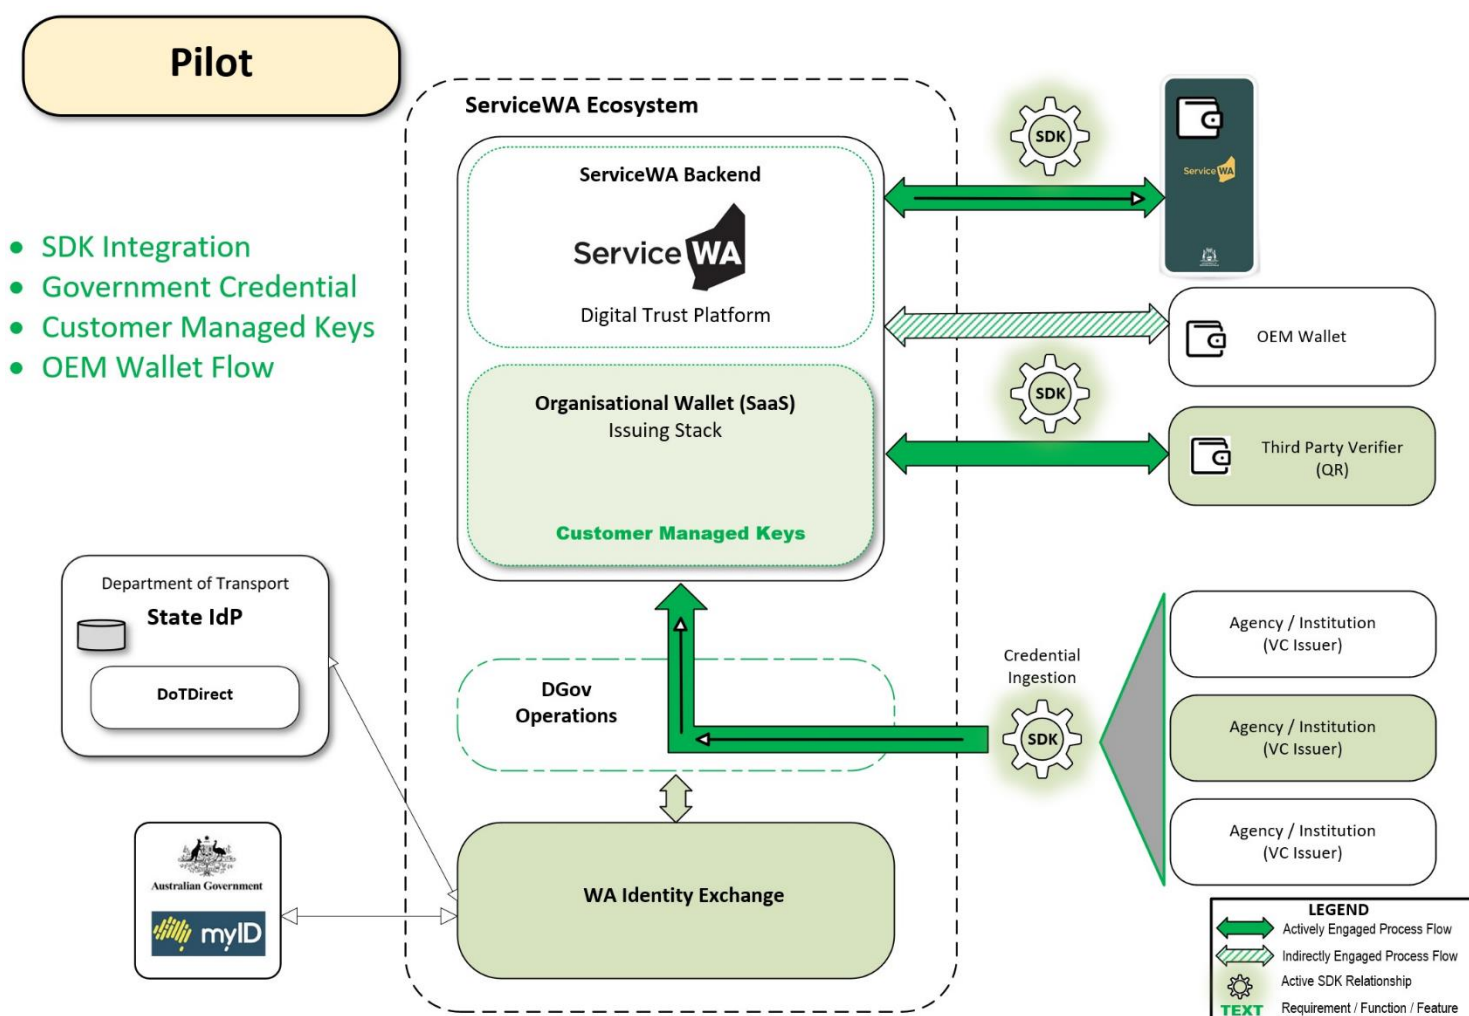 Pilot
SDK Integration
Government Credential
Customer Managed Keys
OEM Wallet Flow
ServiceWA Ecosystem
ServiceWA Backend
Service WA
Digital Trust Platform
Organisational Wallet (SaaS)
Issuing Stack
Customer Managed Keys
SDK
Service WA
OEM Wallet
SDK
Third Party Verifier
(QR)
Department of Transport
State IdP
DoTDirect
DGov
Operations
Credential
Ingestion
SDK
Agency / Institution
(VC Issuer)
Agency / Institution
(VC Issuer)
Agency / Institution
(VC Issuer)
Australian Government
myID
WA Identity Exchange
LEGEND
Actively Engaged Process Flow
Indirectly Engaged Process Flow
Active SDK Relationship
TEXT Requirement / Function / Feature